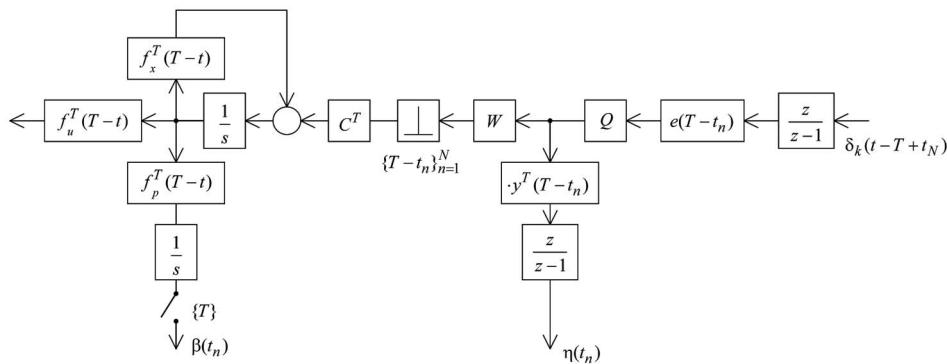 f_x^T(T−t)
f_u^T(T−t)
1/s
C^T
W
Q
e(T−t_n)
z/(z−1)
δ_k(t−T+t_N)
{T−t_n}_{n=1}^N
f_p^T(T−t)
·y^T(T−t_n)
1/s
z/(z−1)
{T}
β(t_n)
η(t_n)